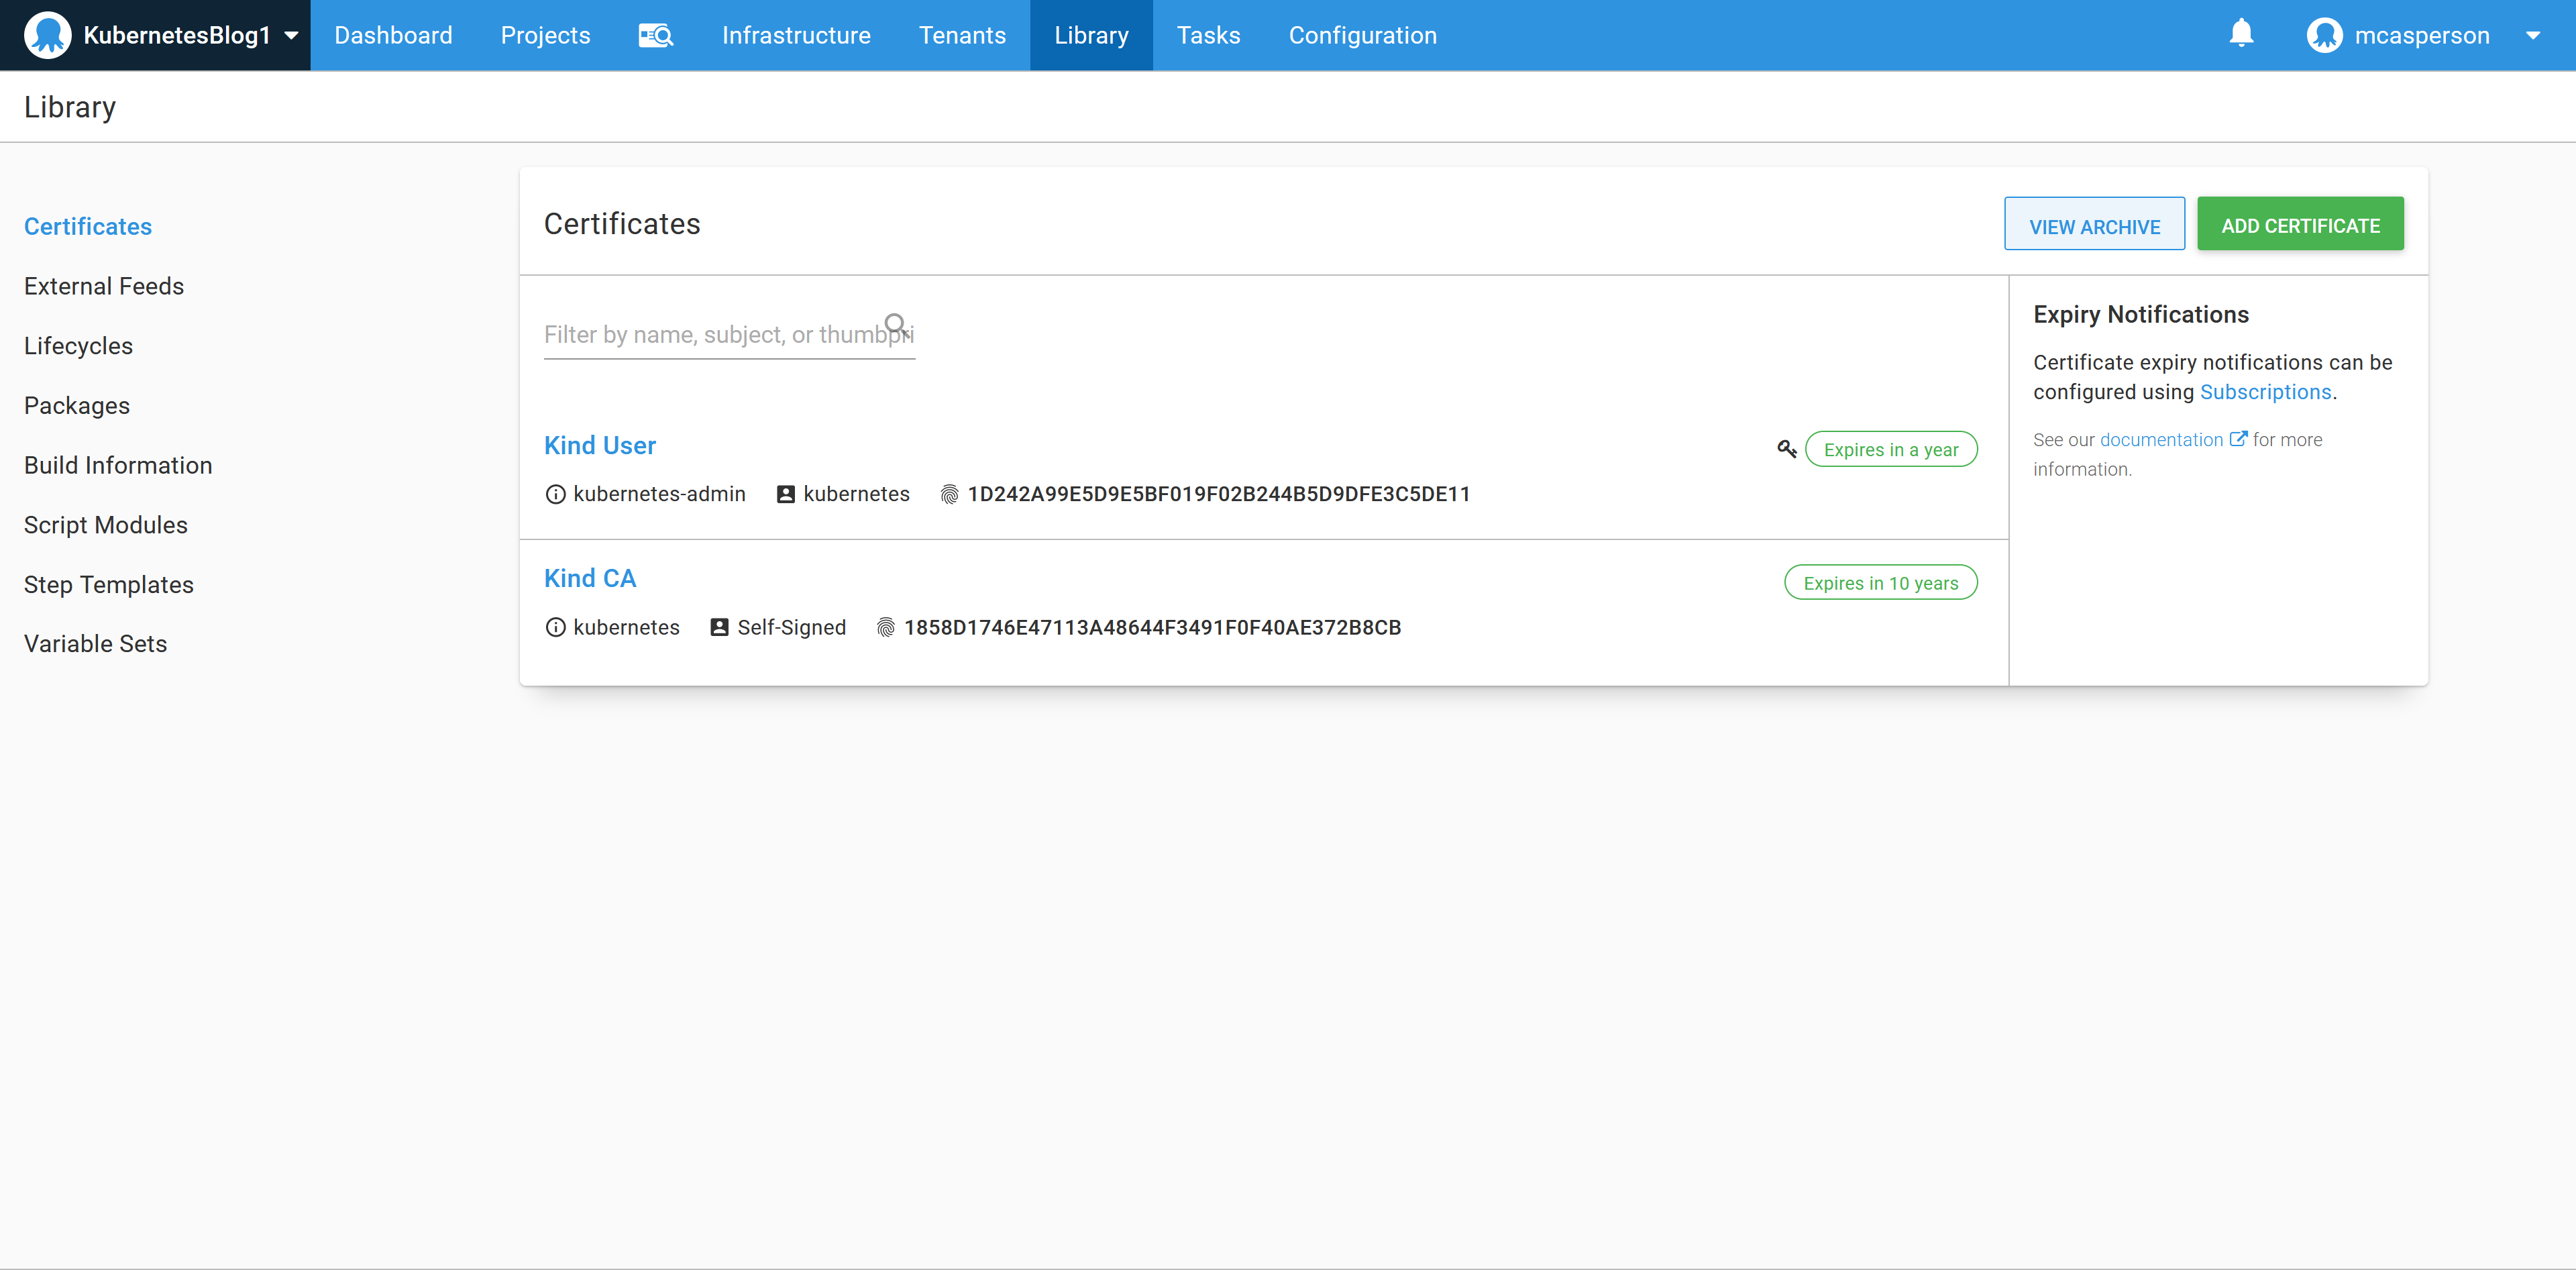 KubernetesBlog1 Dashboard Projects Infrastructure Tenants Library Tasks Configuration mcasperson
Library
Certificates
External Feeds
Lifecycles
Packages
Build Information
Script Modules
Step Templates
Variable Sets
Certificates VIEW ARCHIVE ADD CERTIFICATE
Filter by name, subject, or thumbpri
Kind User Expires in a year
kubernetes-admin kubernetes 1D242A99E5D9E5BF019F02B244B5D9DFE3C5DE11
Kind CA Expires in 10 years
kubernetes Self-Signed 1858D1746E47113A48644F3491F0F40AE372B8CB
Expiry Notifications
Certificate expiry notifications can be
configured using Subscriptions.
See our documentation for more
information.